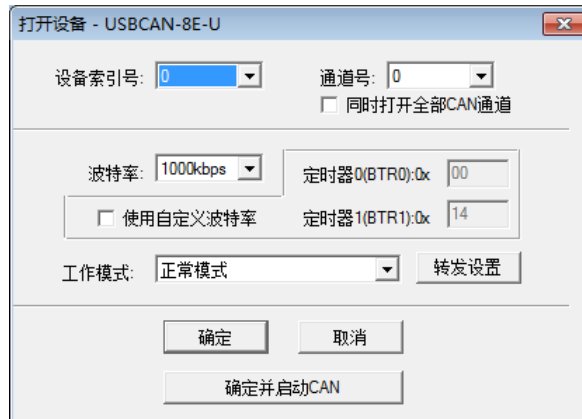 打开设备 - USBCAN-8E-U
设备索引号: 0 通道号: 0
同时打开全部CAN通道
波特率: 1000kbps 定时器0(BTR0):0x 00
使用自定义波特率 定时器1(BTR1):0x 14
工作模式: 正常模式 转发设置
确定 取消
确定并启动CAN